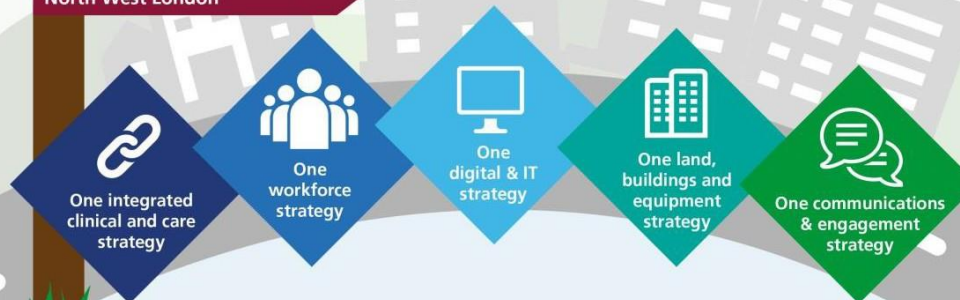 North West London
One integrated
clinical and care
strategy
One
workforce
strategy
One
digital & IT
strategy
One land,
buildings and
equipment
strategy
One communications
& engagement
strategy